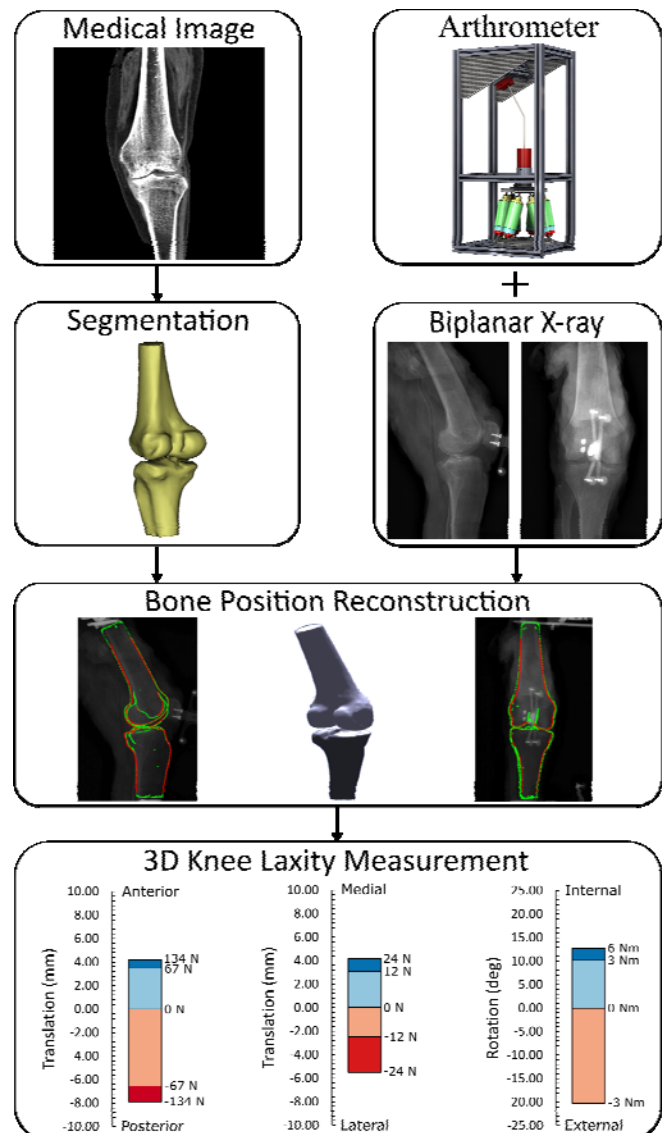 Medical Image
Arthrometer
+
Segmentation
Biplanar X-ray
Bone Position Reconstruction
3D Knee Laxity Measurement
Translation (mm)
10.00
8.00
6.00
4.00
2.00
0.00
-2.00
4.00
-6.00
-8.00
-10.00
Anterior
134 N
67 N
0 N
-67 N
-134 N
Posterior
Translation (mm)
10.00
8.00
6.00
4.00
2.00
0.00
-2.00
4.00
-6.00
-8.00
-10.00
Medial
24 N
12 N
0 N
-12 N
-24 N
Lateral
Rotation (deg)
25.00
20.00
15.00
10.00
5.00
0.00
-5.00
-10.00
-15.00
20.00
25.00
Internal
6 Nm
3 Nm
0 Nm
-3 Nm
External